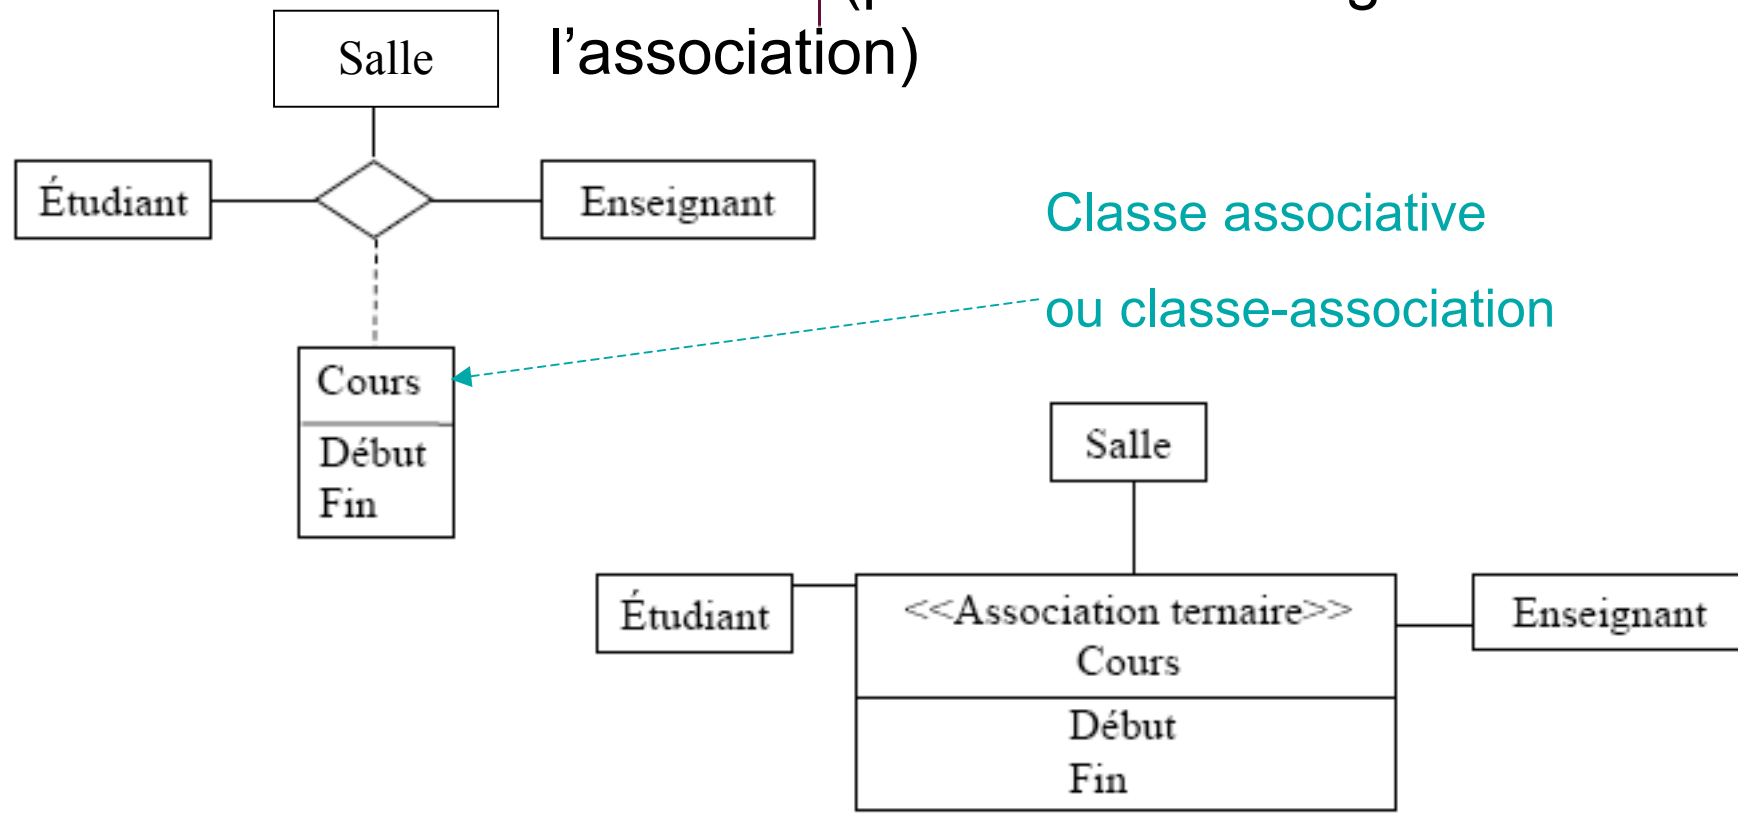 l’association)
Salle
Étudiant
Enseignant
Classe associative
ou classe-association
Cours
Début
Fin
Salle
Étudiant
<<Association ternaire>>
Cours
Enseignant
Début
Fin